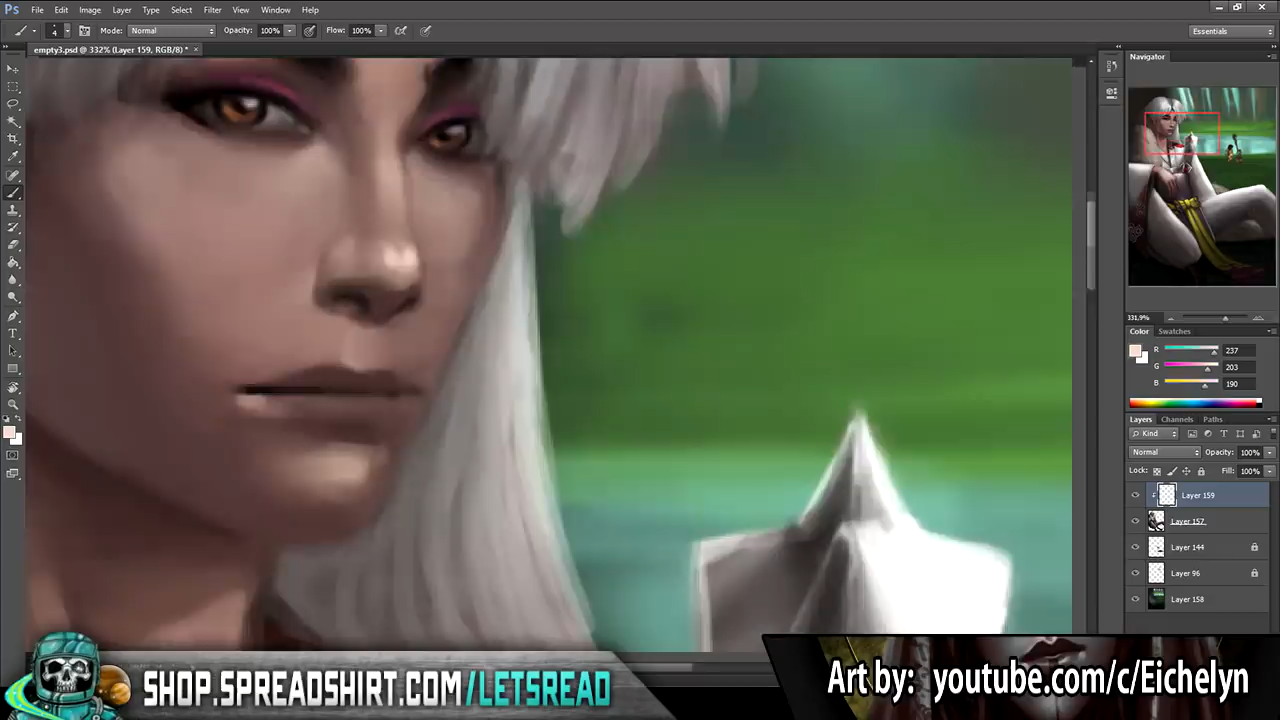 Ps File Edit Image Layer Type Select Filter View Window Help
4 Mode: Normal Opacity: 100% Flow: 100% Essentials
empty3.psd @ 332% (Layer 159, RGB/8) * ×
Navigator
331,9%
Color Swatches
R 237
G 203
B 190
Layers Channels Paths
Kind
Normal Opacity: 100%
Lock: Fill: 100%
Layer 159
Layer 157
Layer 144
Layer 96
Layer 158
SHOP.SPREADSHIRT.COM/LETSREAD
Art by: youtube.com/c/Eichelyn